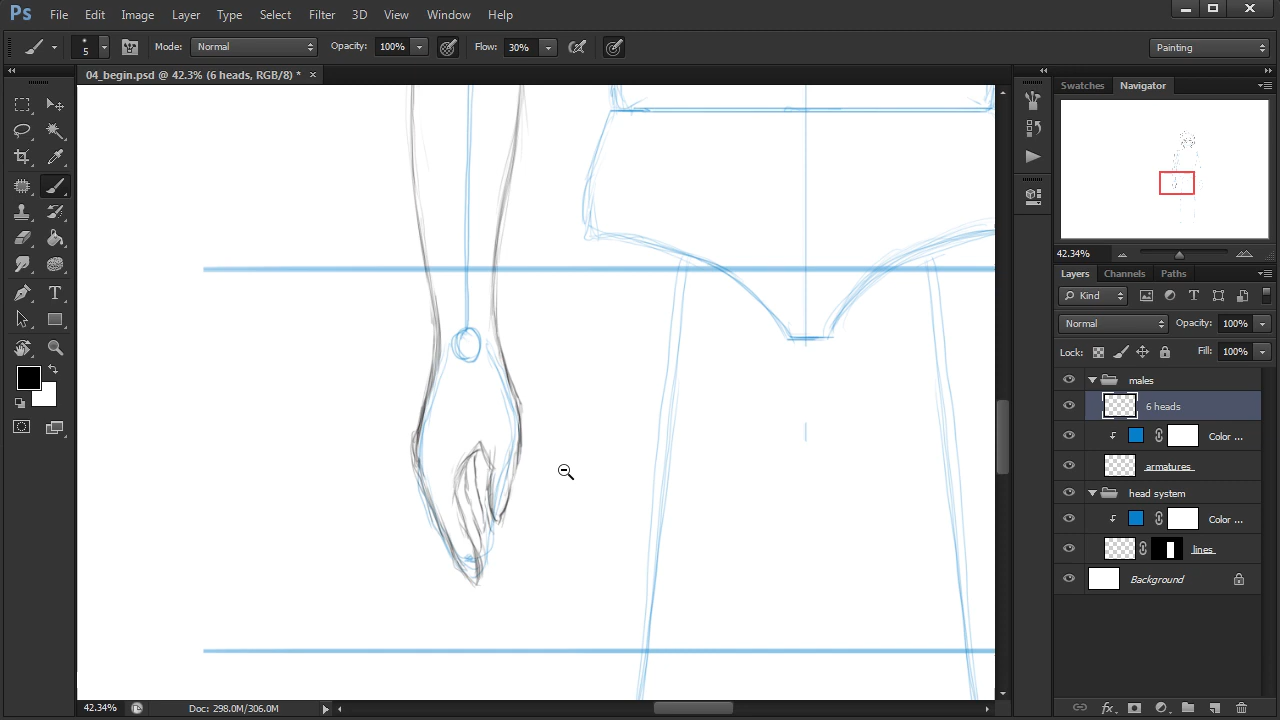 Ps File Edit Image Layer Type Select Filter 3D View Window Help
5 Mode: Normal Opacity: 100% Flow: 30% Painting
04_begin.psd @ 42.3% (6 heads, RGB/8) *
Swatches Navigator
42.34%
Layers Channels Paths
Kind
Normal Opacity: 100%
Lock: Fill: 100%
males
6 heads
Color ...
armatures
head system
Color ...
lines
Background
42.34% Doc: 298.0M/306.0M